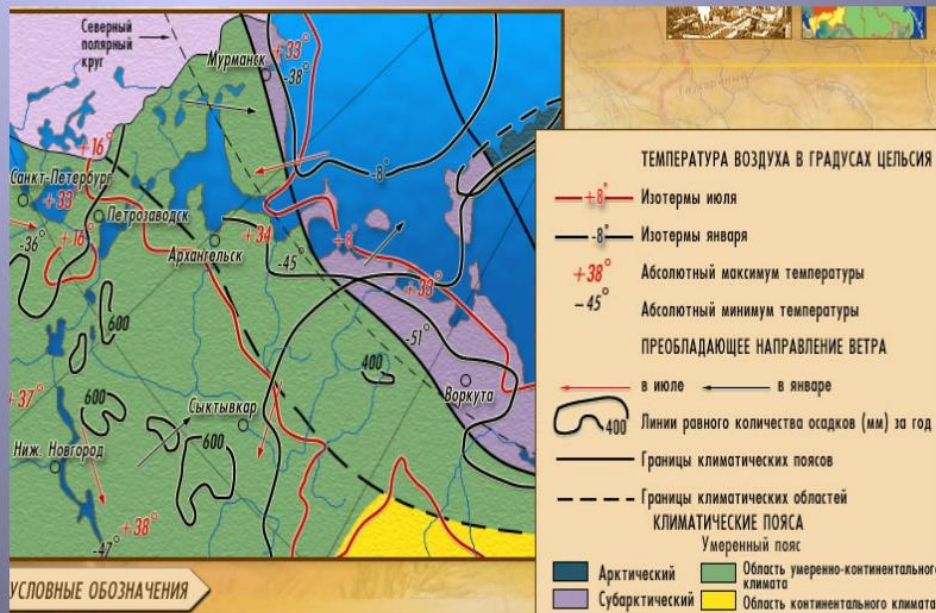 Северный
полярный
круг
Мурманск
+33°
-38°
+16°
Санкт-Петербург
+33
-8°
Петрозаводск
-36°
+16°
Архангельск
+34
-45°
+8°
+33°
-51°
600
400
Воркута
+37°
600
Сыктывкар
600
Ниж. Новгород
+38°
-47°
УСЛОВНЫЕ ОБОЗНАЧЕНИЯ
ТЕМПЕРАТУРА ВОЗДУХА В ГРАДУСАХ ЦЕЛЬСИЯ
+8° Изотермы июля
-8° Изотермы января
+38° Абсолютный максимум температуры
-45° Абсолютный минимум температуры
ПРЕОБЛАДАЮЩЕЕ НАПРАВЛЕНИЕ ВЕТРА
в июле в январе
400 Линии равного количества осадков (мм) за год
Границы климатических поясов
Границы климатических областей
КЛИМАТИЧЕСКИЕ ПОЯСА
Умеренный пояс
Арктический
Субарктический
Область умеренно-континентального
климата
Область континентального климата